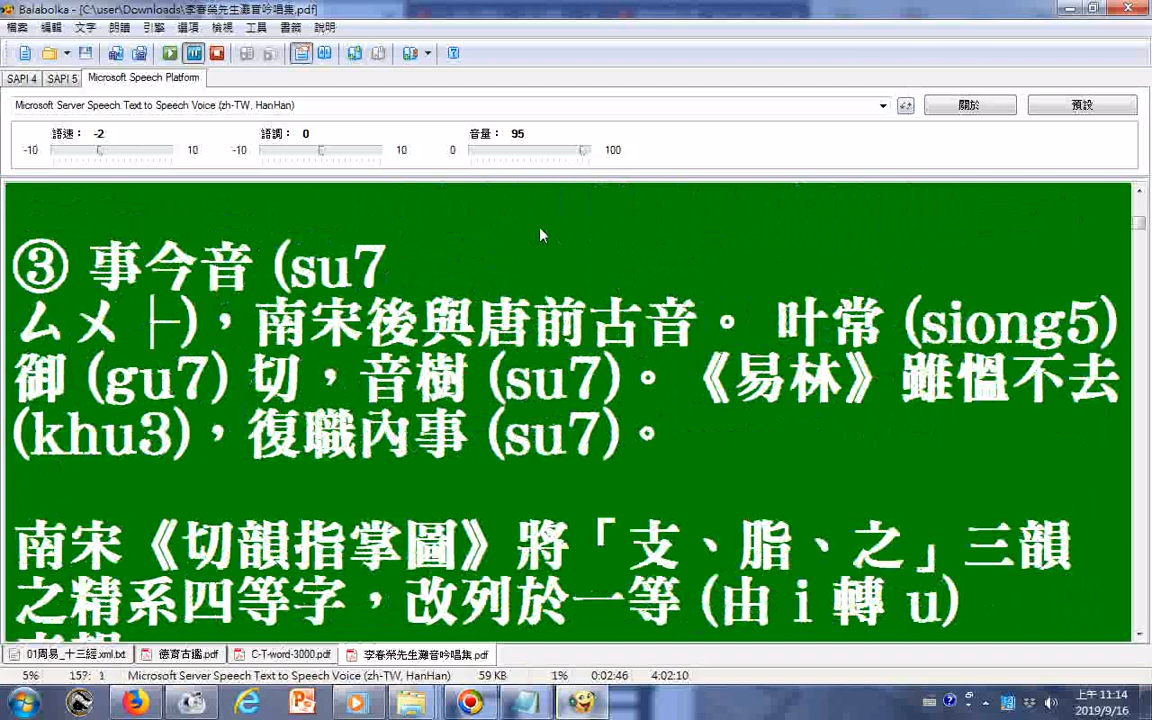 Balabolka - [C:\user\Downloads\李春榮先生灘音吟唱集.pdf]
檔案 編輯 文字 朗讀 引擎 選項 檢視 工具 書籤 說明
SAPI 4 SAPI 5 Microsoft Speech Platform
Microsoft Server Speech Text to Speech Voice (zh-TW, HanHan) 關於 預設
語速： -2 語調： 0 音量： 95
-10 10 -10 10 0 100
③ 事今音 (su7
ムメ├)，南宋後與唐前古音。 叶常 (siong5)
御 (gu7) 切，音樹 (su7)。《易林》雖慍不去
(khu3)，復職內事 (su7)。
南宋《切韻指掌圖》將「支、脂、之」三韻
之精系四等字，改列於一等 (由 i 轉 u)
01周易_十三經.xml.txt 德育古鑑.pdf C-T-word-3000.pdf 李春榮先生灘音吟唱集.pdf
5% 15?: 1 Microsoft Server Speech Text to Speech Voice (zh-TW, HanHan) 59 KB 1% 0:02:46 4:02:10
上午 11:14
2019/9/16